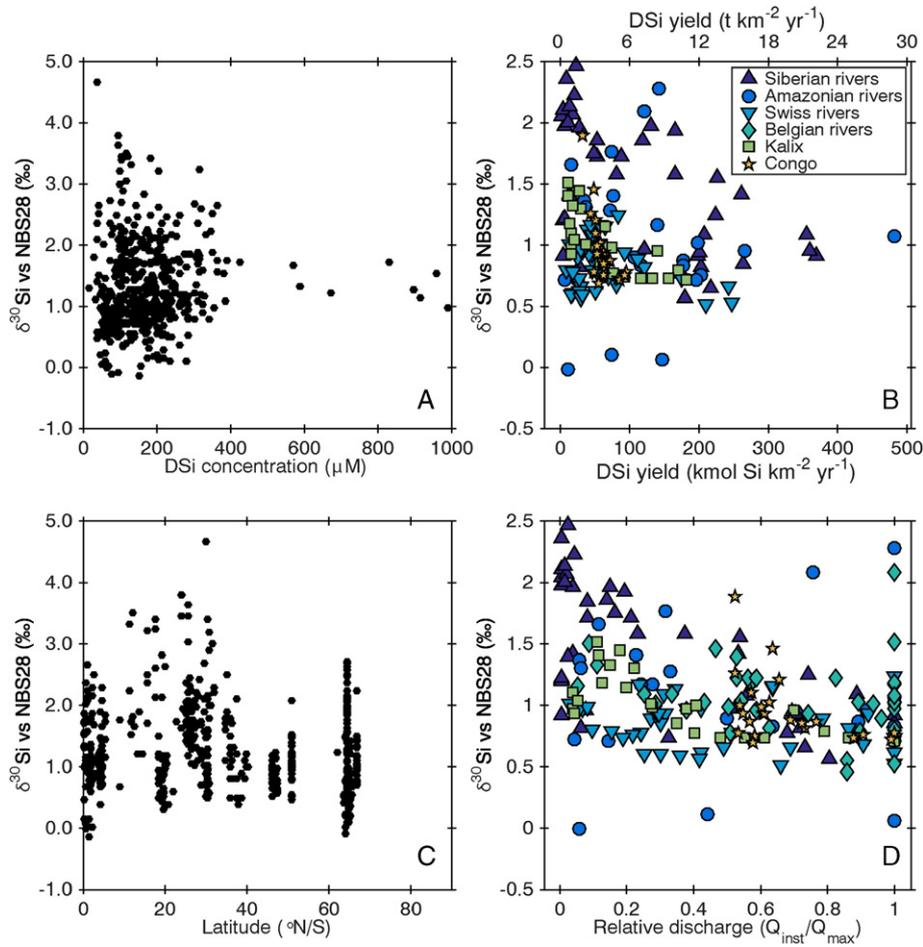 5.0
4.0
3.0
2.0
1.0
0.0
-1.0
δ30Si vs NBS28 (‰)
0 200 400 600 800 1000
DSi concentration (μM)
A
DSi yield (t km-2 yr-1)
0 6 12 18 24 30
2.5
2
1.5
1
0.5
0
-0.5
δ30Si vs NBS28 (‰)
Siberian rivers
Amazonian rivers
Swiss rivers
Belgian rivers
Kalix
Congo
B
0 100 200 300 400 500
DSi yield (kmol Si km-2 yr-1)
5.0
4.0
3.0
2.0
1.0
0.0
-1.0
δ30Si vs NBS28 (‰)
C
0 20 40 60 80
Latitude (°N/S)
2.5
2
1.5
1
0.5
0
-0.5
δ30Si vs NBS28 (‰)
D
0 0.2 0.4 0.6 0.8 1
Relative discharge (Qinst/Qmax)